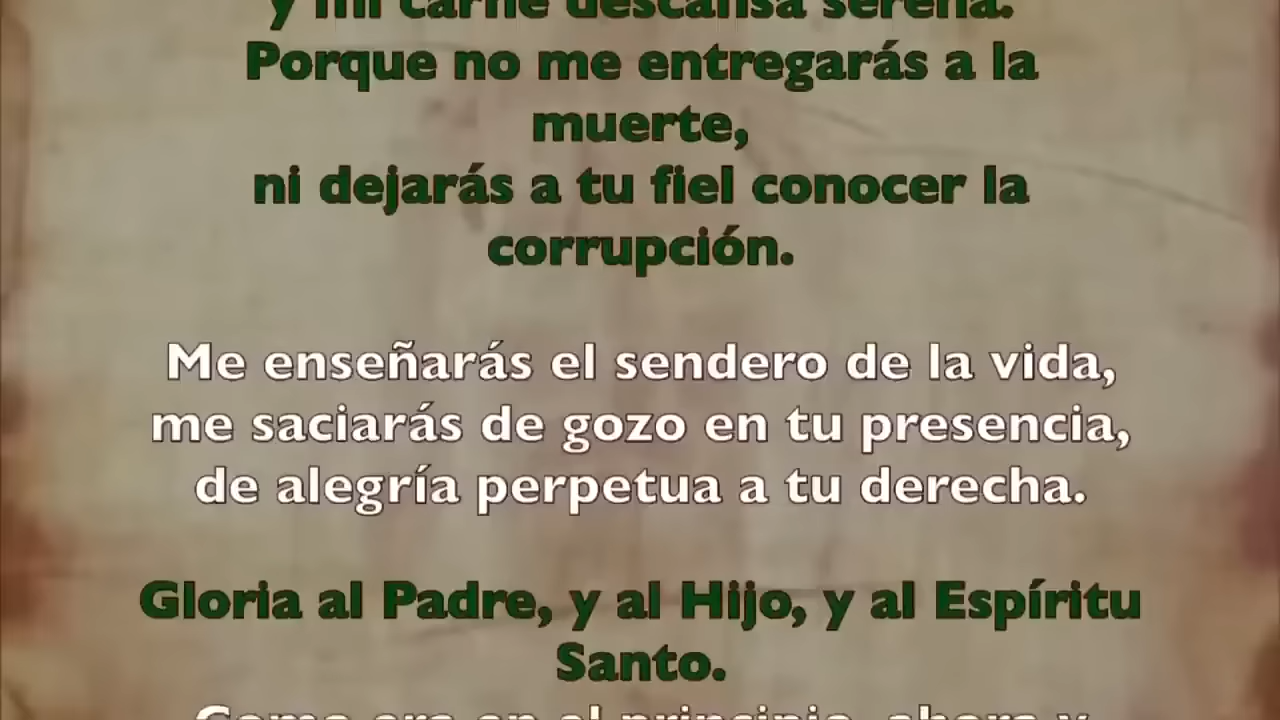 y mi carne descansa serena.
Porque no me entregarás a la
muerte,
ni dejarás a tu fiel conocer la
corrupción.
Me enseñarás el sendero de la vida,
me saciarás de gozo en tu presencia,
de alegría perpetua a tu derecha.
Gloria al Padre, y al Hijo, y al Espíritu
Santo.
Como era en el principio, ahora y